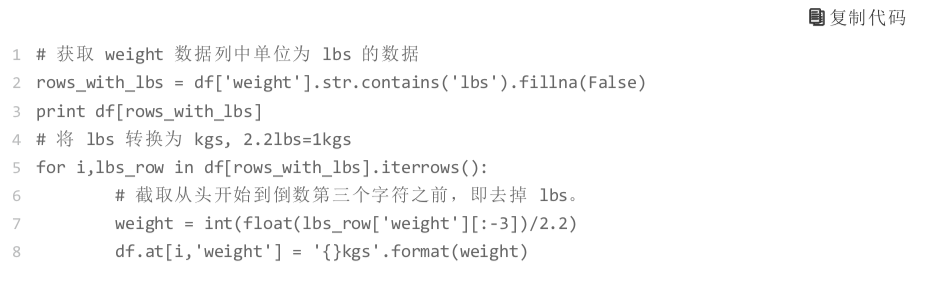 复制代码
1 # 获取 weight 数据列中单位为 lbs 的数据
2 rows_with_lbs = df['weight'].str.contains('lbs').fillna(False)
3 print df[rows_with_lbs]
4 # 将 lbs 转换为 kgs, 2.2lbs=1kgs
5 for i,lbs_row in df[rows_with_lbs].iterrows():
6         # 截取从头开始到倒数第三个字符之前，即去掉 lbs。
7         weight = int(float(lbs_row['weight'][:-3])/2.2)
8         df.at[i,'weight'] = '{}kgs'.format(weight)